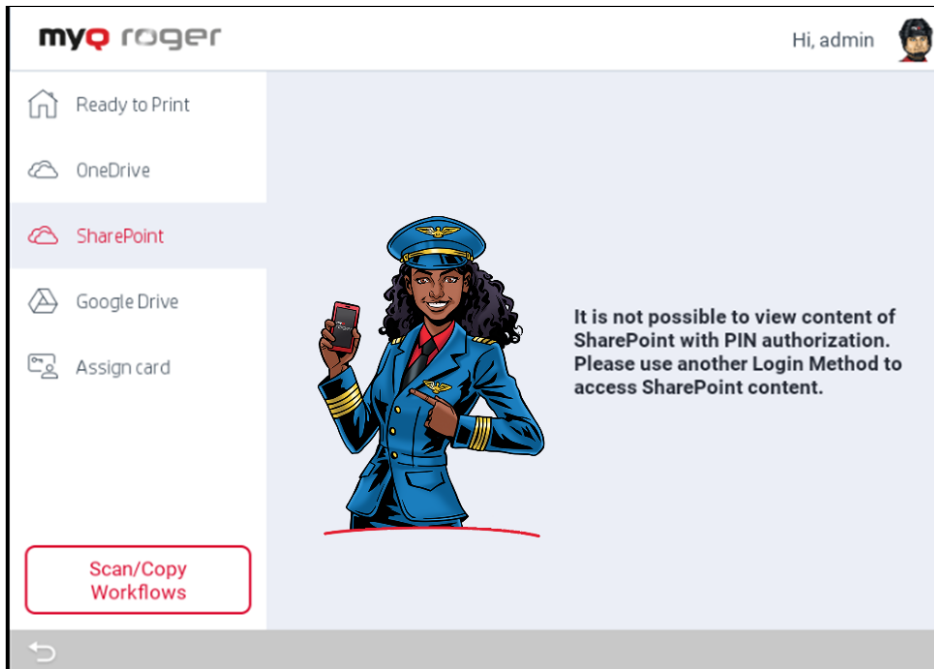 myQ roger
Hi, admin
Ready to Print
OneDrive
SharePoint
Google Drive
Assign card
It is not possible to view content of
SharePoint with PIN authorization.
Please use another Login Method to
access SharePoint content.
roger
Scan/Copy
Workflows